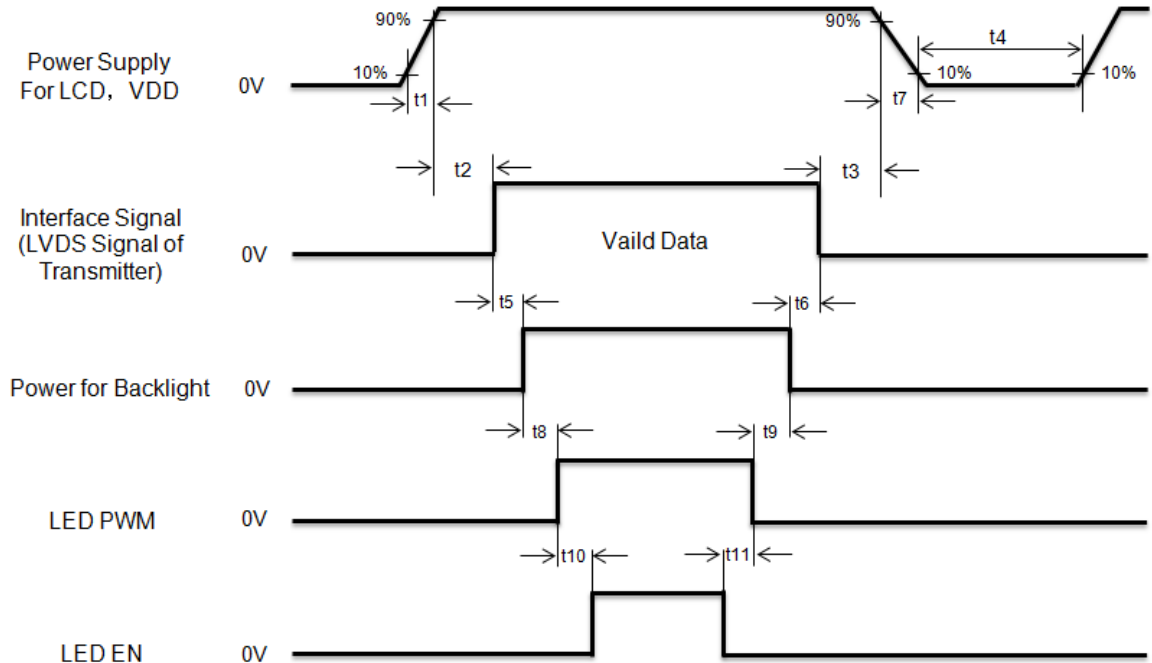 90%
90%
t4
Power Supply
For LCD，VDD
0V
10%
t1
t7
10%
10%
t2
t3
Interface Signal
(LVDS Signal of
Transmitter)
0V
Vaild Data
t5
t6
Power for Backlight
0V
t8
t9
LED PWM
0V
t10
t11
LED EN
0V